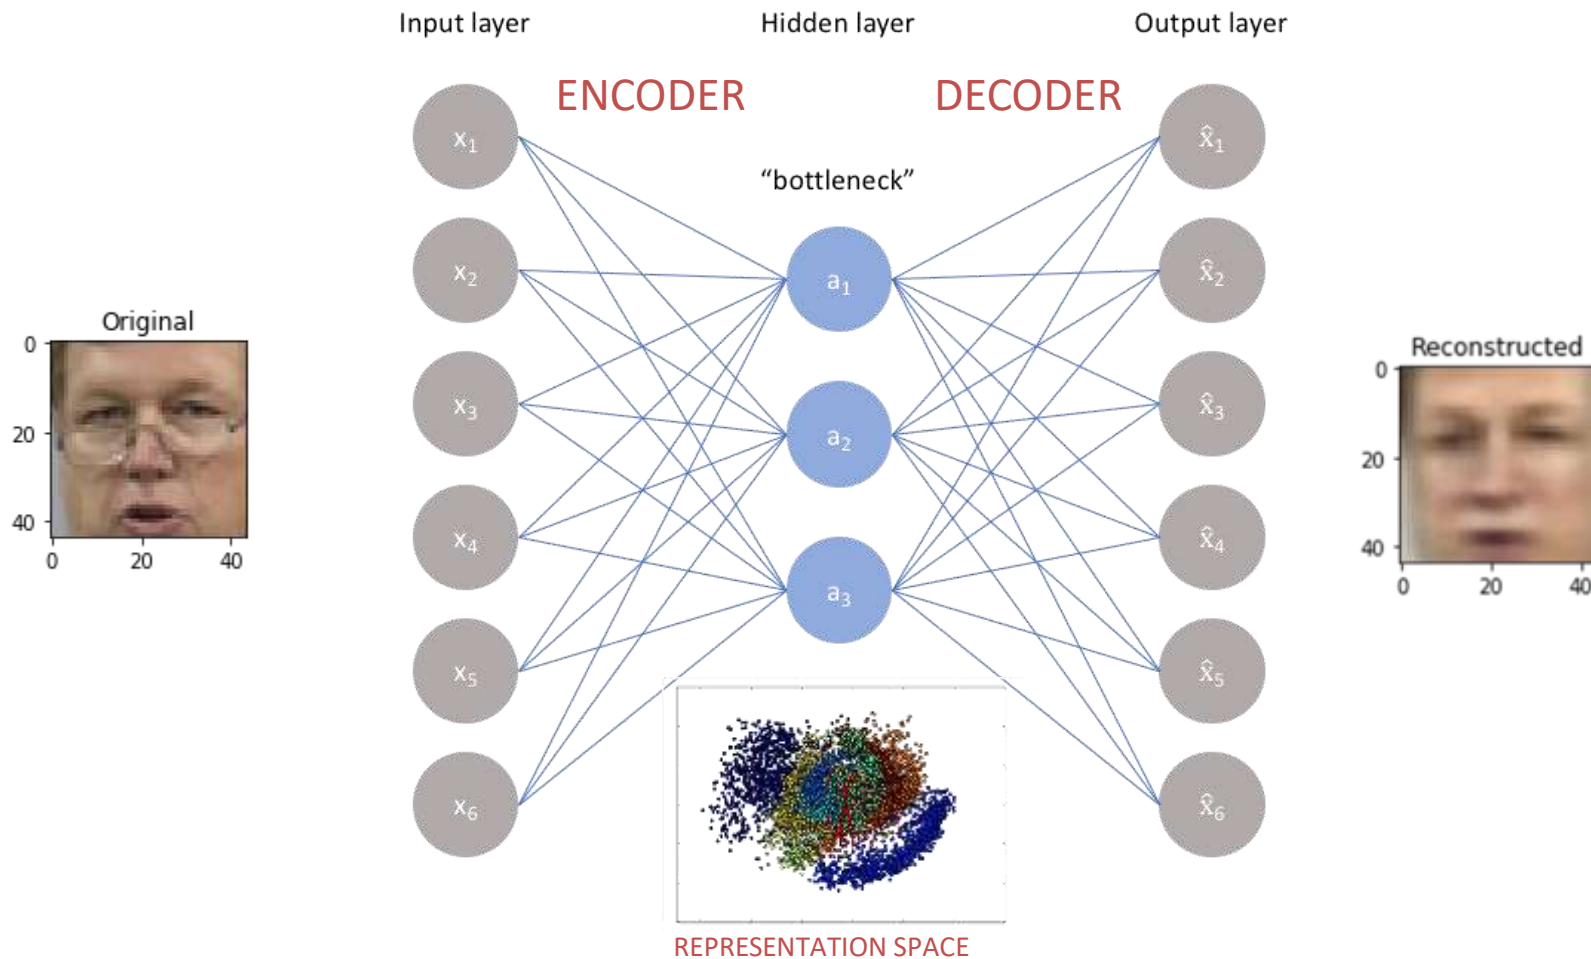 Input layer
Hidden layer
Output layer
ENCODER
DECODER
“bottleneck”
x₁
x₂
x₃
x₄
x₅
x₆
a₁
a₂
a₃
x̂₁
x̂₂
x̂₃
x̂₄
x̂₅
x̂₆
Original
0
20
40
0 20 40
Reconstructed
0
20
40
0 20 40
REPRESENTATION SPACE